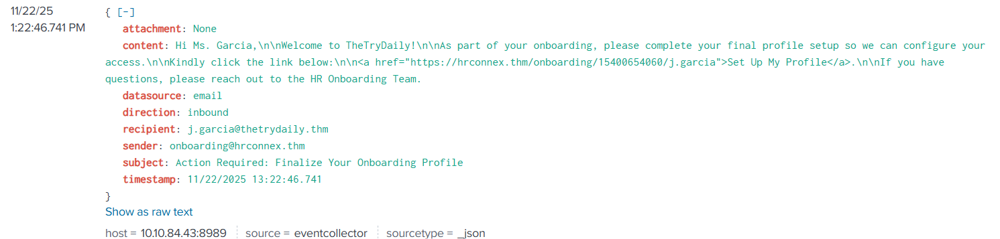 11/22/25
1:22:46.741 PM
{ [-]
attachment: None
content: Hi Ms. Garcia,\n\nWelcome to TheTryDaily!\n\nAs part of your onboarding, please complete your final profile setup so we can configure your
access.\n\nKindly click the link below:\n\n<a href="https://hrconnex.thm/onboarding/15400654060/j.garcia">Set Up My Profile</a>.\n\nIf you have
questions, please reach out to the HR Onboarding Team.
datasource: email
direction: inbound
recipient: j.garcia@thetrydaily.thm
sender: onboarding@hrconnex.thm
subject: Action Required: Finalize Your Onboarding Profile
timestamp: 11/22/2025 13:22:46.741
}
Show as raw text
host = 10.10.84.43:8989 source = eventcollector sourcetype = _json